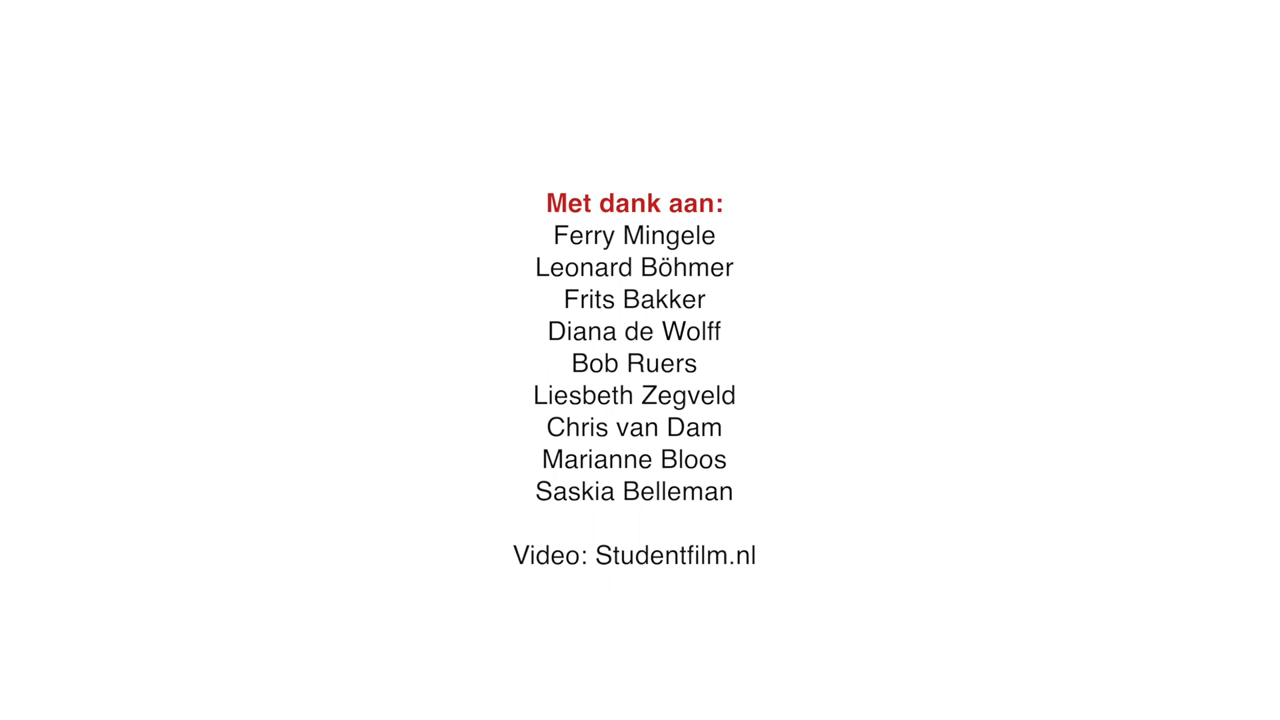 Met dank aan:
Ferry Mingele
Leonard Böhmer
Frits Bakker
Diana de Wolff
Bob Ruers
Liesbeth Zegveld
Chris van Dam
Marianne Bloos
Saskia Belleman
Video: Studentfilm.nl